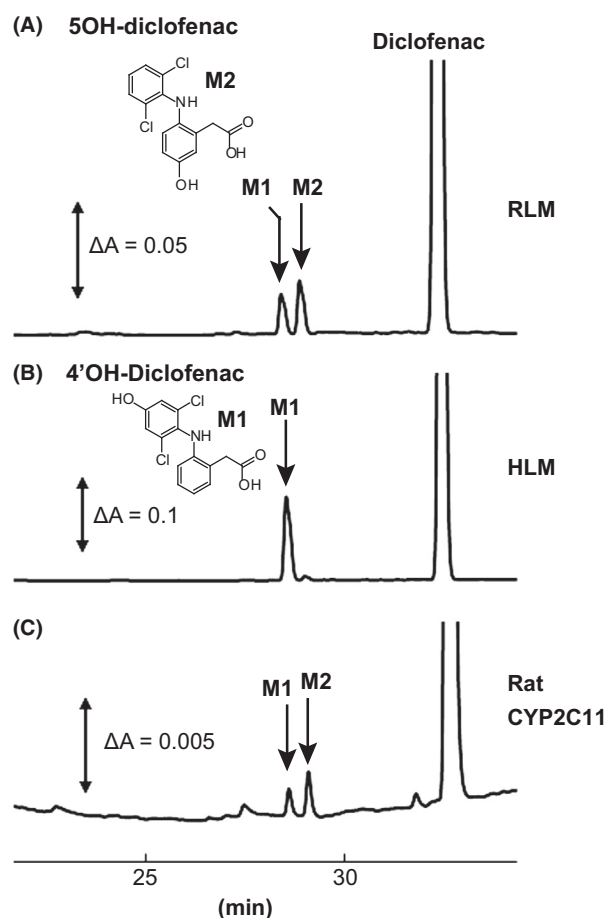 (A) 5OH-diclofenac
Diclofenac
Cl
M2
NH
Cl
O
OH
OH
M1 M2
RLM
ΔA = 0.05
(B) 4'OH-Diclofenac
HO
Cl
M1
M1
NH
Cl
O
OH
HLM
ΔA = 0.1
(C)
M1 M2
Rat
CYP2C11
ΔA = 0.005
25 30
(min)